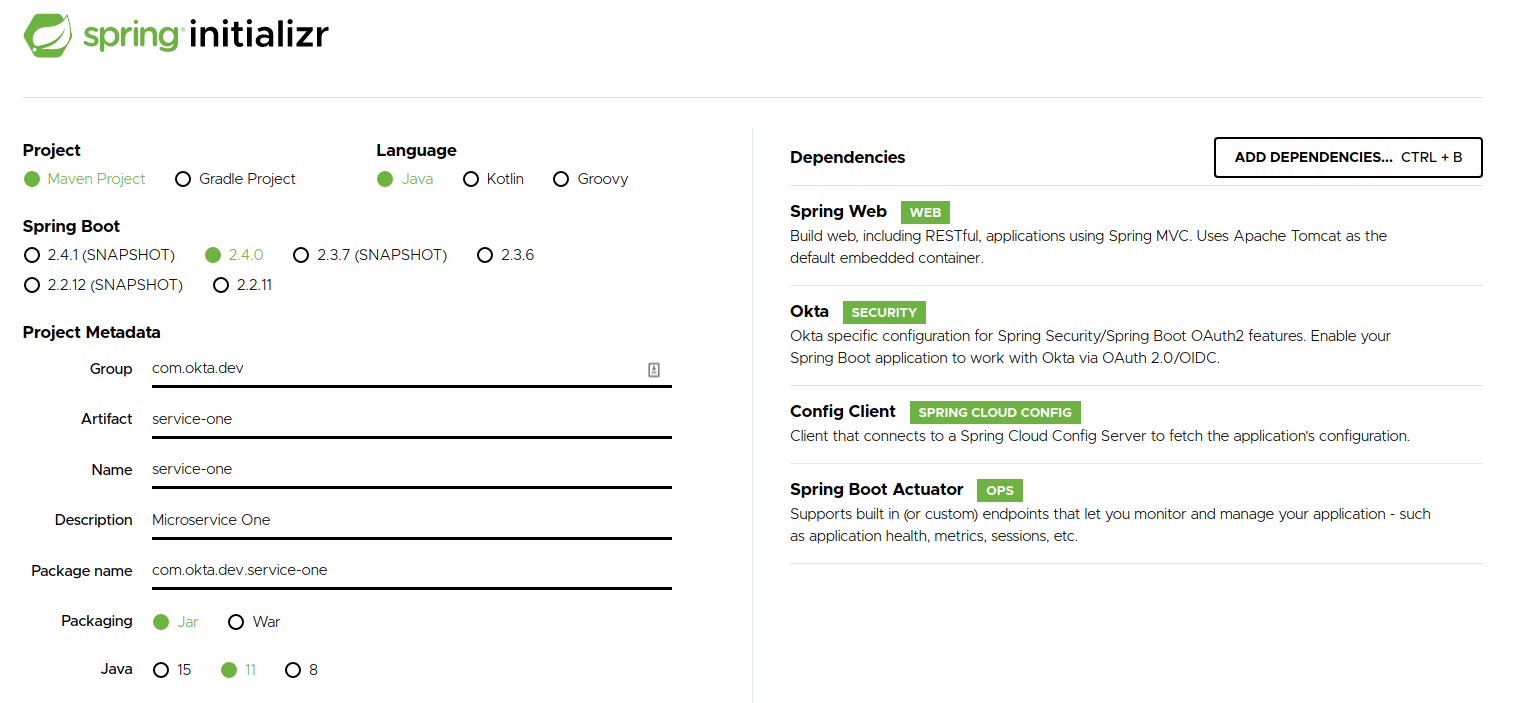 spring initializr
Project
Maven Project Gradle Project
Language
Java Kotlin Groovy
Spring Boot
2.4.1 (SNAPSHOT) 2.4.0 2.3.7 (SNAPSHOT) 2.3.6
2.2.12 (SNAPSHOT) 2.2.11
Project Metadata
Group com.okta.dev
Artifact service-one
Name service-one
Description Microservice One
Package name com.okta.dev.service-one
Packaging Jar War
Java 15 11 8
Dependencies ADD DEPENDENCIES... CTRL + B
Spring Web WEB
Build web, including RESTful, applications using Spring MVC. Uses Apache Tomcat as the
default embedded container.
Okta SECURITY
Okta specific configuration for Spring Security/Spring Boot OAuth2 features. Enable your
Spring Boot application to work with Okta via OAuth 2.0/OIDC.
Config Client SPRING CLOUD CONFIG
Client that connects to a Spring Cloud Config Server to fetch the application's configuration.
Spring Boot Actuator OPS
Supports built in (or custom) endpoints that let you monitor and manage your application - such
as application health, metrics, sessions, etc.